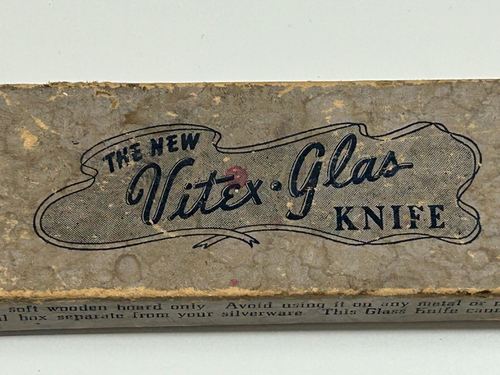 THE NEW
Vitex • Glas
KNIFE
soft wooden board only Avoid using it on any metal or
box separate from your silverware This Glass Knife